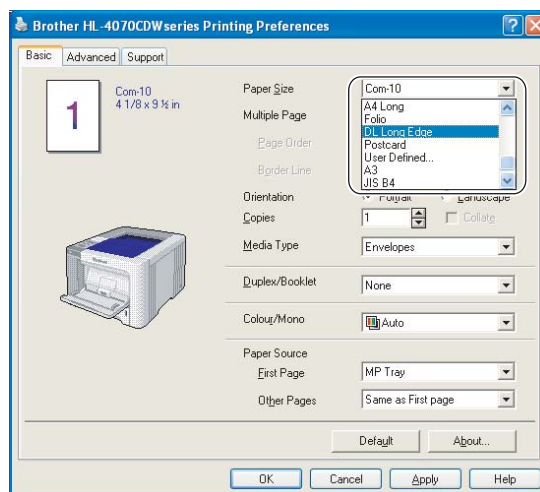 Brother HL-4070CDW series Printing Preferences
Basic Advanced Support
1
Com-10
4 1/8 x 9 ½ in
Paper Size Com-10
A4 Long
Folio
DL Long Edge
Postcard
User Defined...
A3
JIS B4
Multiple Page
Page Order
Border Line
Orientation Portrait Landscape
Copies 1 Collate
Media Type Envelopes
Duplex/Booklet None
Colour/Mono Auto
Paper Source
First Page MP Tray
Other Pages Same as First page
Default About...
OK Cancel Apply Help